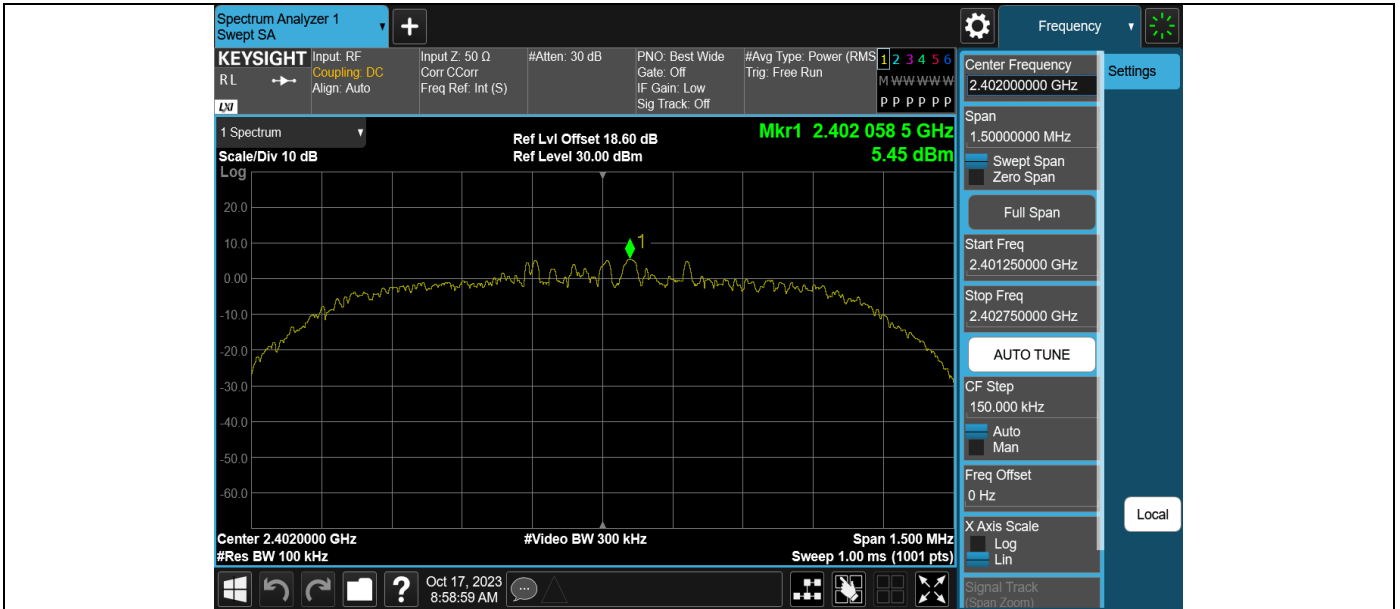 Spectrum Analyzer 1
Swept SA
Frequency
KEYSIGHT
R L
LXI
Input: RF
Coupling: DC
Align: Auto
Input Z: 50 Ω
Corr CCorr
Freq Ref: Int (S)
#Atten: 30 dB
PNO: Best Wide
Gate: Off
IF Gain: Low
Sig Track: Off
#Avg Type: Power (RMS
Trig: Free Run
1 2 3 4 5 6
M W W W W W
P P P P P P
1 Spectrum
Scale/Div 10 dB
Log
Ref Lvl Offset 18.60 dB
Ref Level 30.00 dBm
Mkr1 2.402 058 5 GHz
5.45 dBm
1
20.0
10.0
0.00
-10.0
-20.0
-30.0
-40.0
-50.0
-60.0
Center 2.4020000 GHz
#Res BW 100 kHz
#Video BW 300 kHz
Span 1.500 MHz
Sweep 1.00 ms (1001 pts)
?
Oct 17, 2023
8:58:59 AM
Center Frequency
2.402000000 GHz
Span
1.50000000 MHz
Swept Span
Zero Span
Full Span
Start Freq
2.401250000 GHz
Stop Freq
2.402750000 GHz
AUTO TUNE
CF Step
150.000 kHz
Auto
Man
Freq Offset
0 Hz
X Axis Scale
Log
Lin
Signal Track
(Span Zoom)
Settings
Local